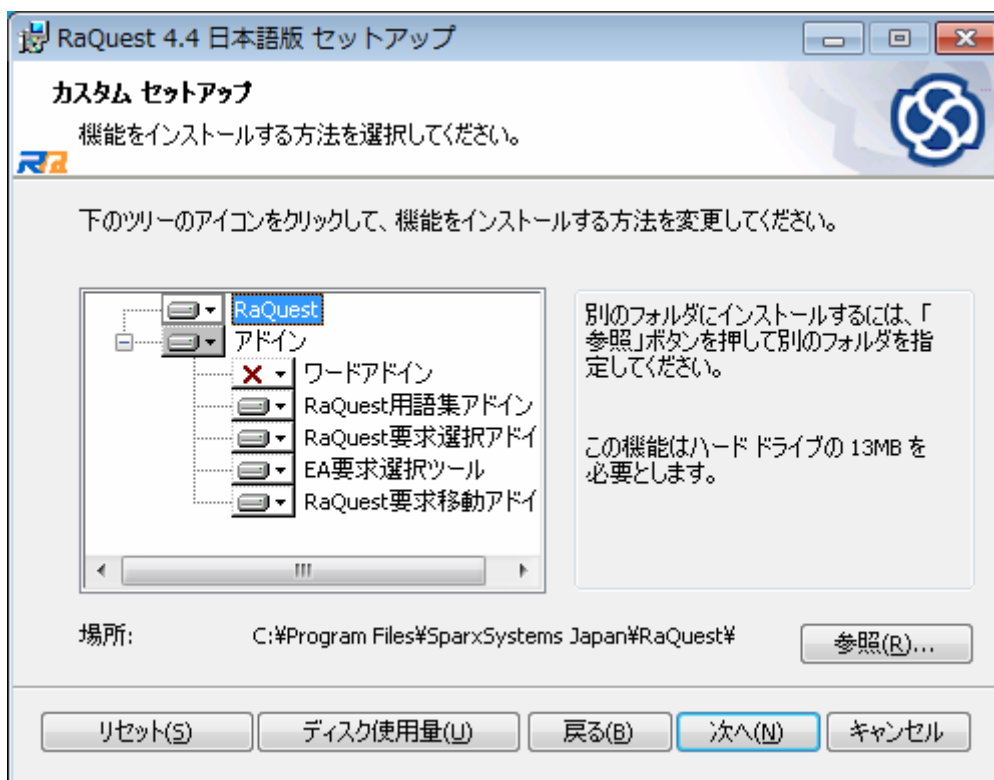 RaQuest 4.4 日本語版 セットアップ
カスタム セットアップ
機能をインストールする方法を選択してください。
Ra
下のツリーのアイコンをクリックして、機能をインストールする方法を変更してください。
RaQuest
アドイン
ワードアドイン
RaQuest用語集アドイン
RaQuest要求選択アドイ
EA要求選択ツール
RaQuest要求移動アドイ
別のフォルダにインストールするには、「
参照」ボタンを押して別のフォルダを指
定してください。
この機能はハード ドライブの 13MB を
必要とします。
場所:
C:¥Program Files¥SparxSystems Japan¥RaQuest¥
参照(R)...
リセット(S)
ディスク使用量(U)
戻る(B)
次へ(N)
キャンセル